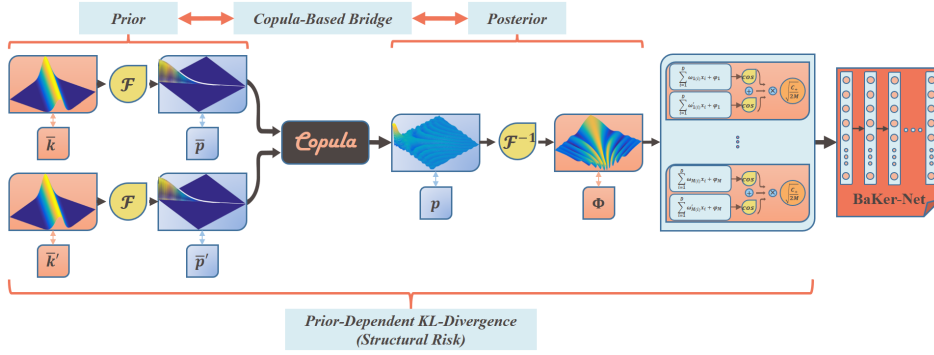 Prior
Copula-Based Bridge
Posterior
ℱ
k̅
p̅
Copula
ℱ
k̅′
p̅′
p
ℱ⁻¹
Φ
cos
cos
cos
cos
BaKer-Net
Prior-Dependent KL-Divergence
(Structural Risk)